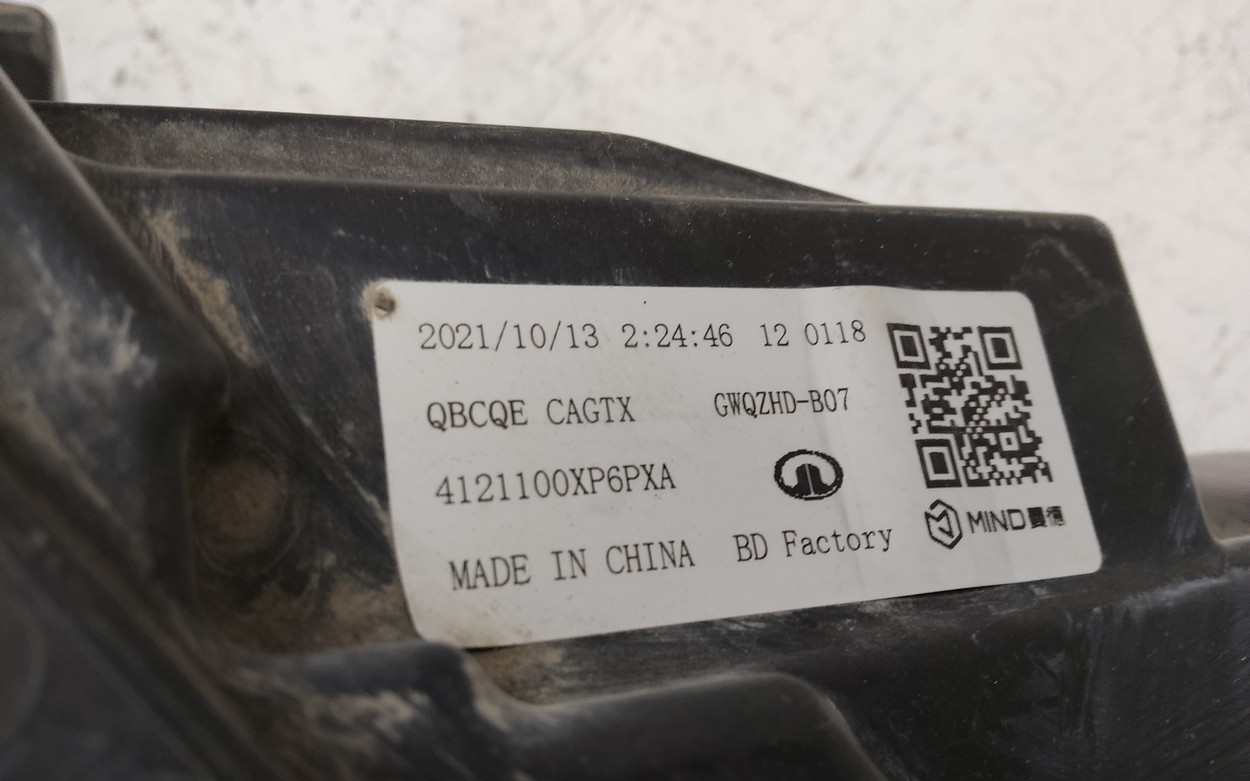 2021/10/13 2:24:46 12 0118
QBCQE CAGTX GWQZHD-B07
4121100XP6PXA
MADE IN CHINA BD Factory
MIND曼德